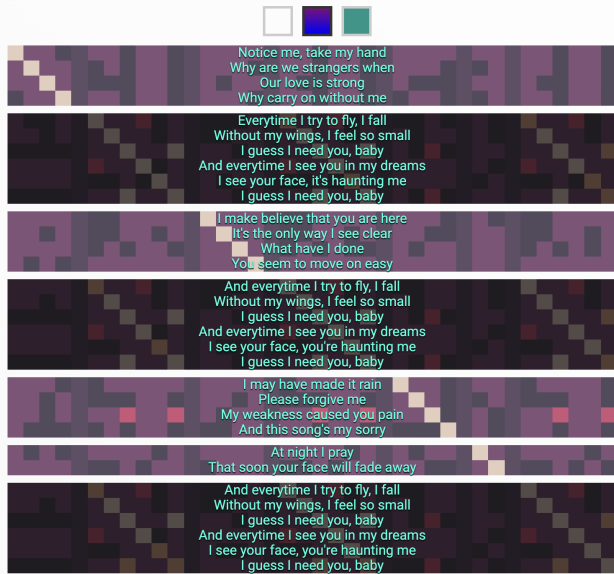 Notice me, take my hand
Why are we strangers when
Our love is strong
Why carry on without me
Everytime I try to fly, I fall
Without my wings, I feel so small
I guess I need you, baby
And everytime I see you in my dreams
I see your face, it's haunting me
I guess I need you, baby
I make believe that you are here
It's the only way I see clear
What have I done
You seem to move on easy
And everytime I try to fly, I fall
Without my wings, I feel so small
I guess I need you, baby
And everytime I see you in my dreams
I see your face, you're haunting me
I guess I need you, baby
I may have made it rain
Please forgive me
My weakness caused you pain
And this song's my sorry
At night I pray
That soon your face will fade away
And everytime I try to fly, I fall
Without my wings, I feel so small
I guess I need you, baby
And everytime I see you in my dreams
I see your face, you're haunting me
I guess I need you, baby